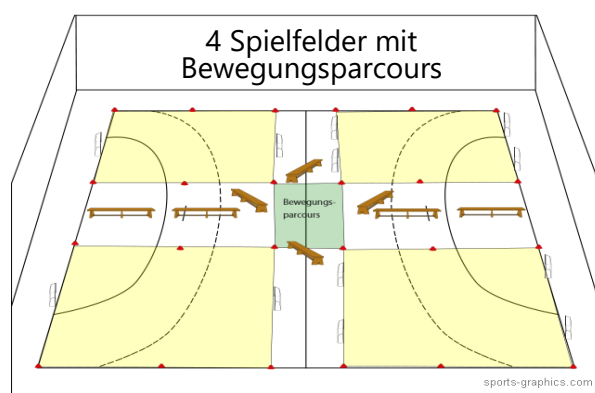 4 Spielfelder mit
Bewegungsparcours
Bewegungs-
parcours
sports-graphics.com